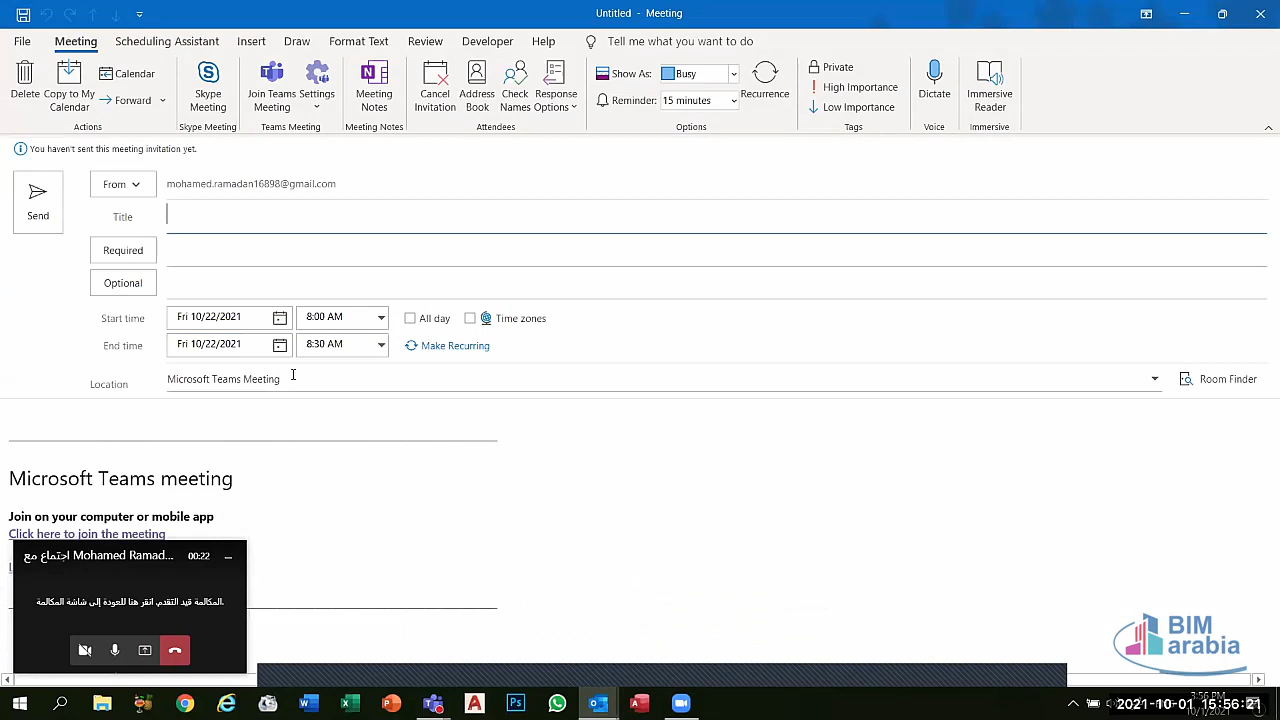 Untitled - Meeting
File Meeting Scheduling Assistant Insert Draw Format Text Review Developer Help Tell me what you want to do
Delete
Copy to My Calendar
Calendar
Forward
Actions
Skype Meeting
Skype Meeting
Join Teams Meeting
Settings
Teams Meeting
Meeting Notes
Meeting Notes
Cancel Invitation
Address Book
Check Names
Response Options
Attendees
Show As: Busy
Reminder: 15 minutes
Recurrence
Options
Private
High Importance
Low Importance
Tags
Dictate
Voice
Immersive Reader
Immersive
You haven't sent this meeting invitation yet.
Send
From mohamed.ramadan16898@gmail.com
Title
Required
Optional
Start time Fri 10/22/2021 8:00 AM All day Time zones
End time Fri 10/22/2021 8:30 AM Make Recurring
Location Microsoft Teams Meeting Room Finder
Microsoft Teams meeting
Join on your computer or mobile app
Click here to join the meeting
اجتماع مع Mohamed Ramad... 00:22
المكالمة قيد التقدم. انقر هنا للعودة إلى شاشة المكالمة.
BIM
arabia
3:56 PM
2021-10-01 15:56:21
10/1/2021